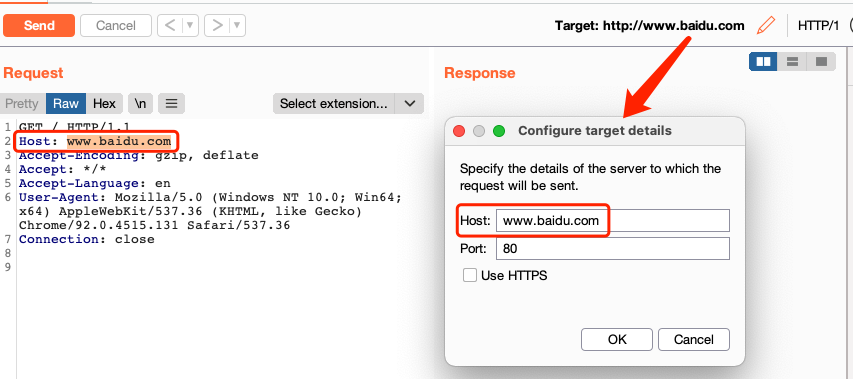 Send Cancel < > Target: http://www.baidu.com HTTP/1
Request
Response
Pretty Raw Hex \n Select extension...
1 GET / HTTP/1.1
2 Host: www.baidu.com
3 Accept-Encoding: gzip, deflate
4 Accept: */*
5 Accept-Language: en
6 User-Agent: Mozilla/5.0 (Windows NT 10.0; Win64;
x64) AppleWebKit/537.36 (KHTML, like Gecko)
Chrome/92.0.4515.131 Safari/537.36
7 Connection: close
8
9
Configure target details
Specify the details of the server to which the
request will be sent.
Host: www.baidu.com
Port: 80
Use HTTPS
OK Cancel